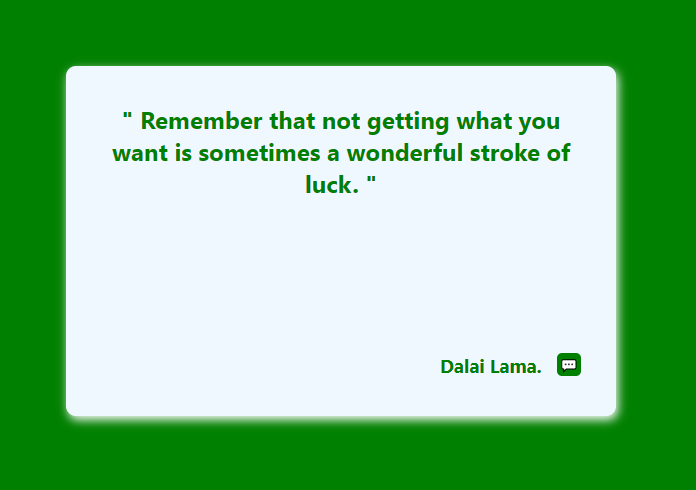 " Remember that not getting what you
want is sometimes a wonderful stroke of
luck. "
Dalai Lama.